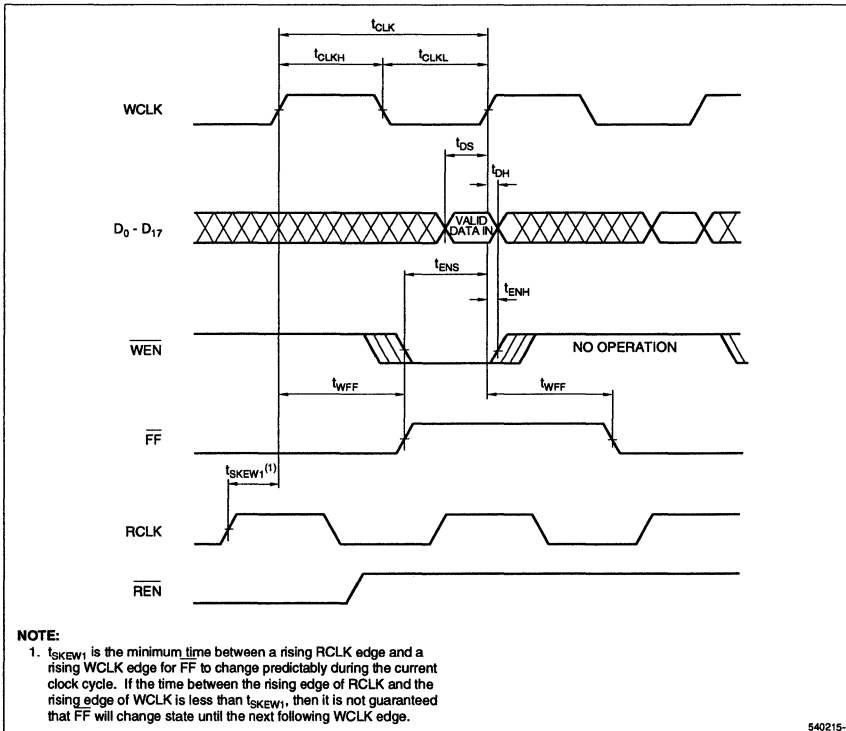 tCLK
tCLKH tCLKL
WCLK
tDS
tDH
D0 - D17
VALID
DATA IN
tENS
tENH
WEN
NO OPERATION
tWFF tWFF
FF
tSKEW1(1)
RCLK
REN
NOTE:
1. tSKEW1 is the minimum time between a rising RCLK edge and a
rising WCLK edge for FF to change predictably during the current
clock cycle. If the time between the rising edge of RCLK and the
rising edge of WCLK is less than tSKEW1, then it is not guaranteed
that FF will change state until the next following WCLK edge.
540215-